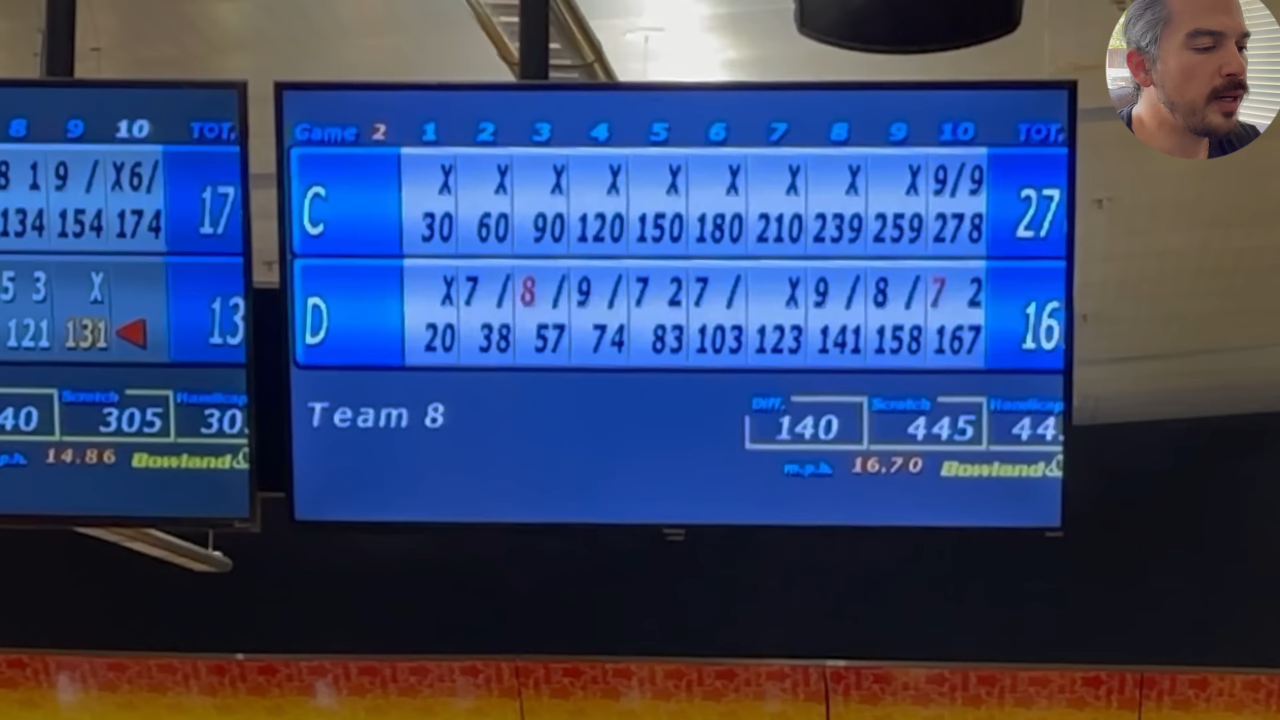 8 9 10 TOT.
8 1 9 / X6/
134 154 174 17
5 3 X
121 131 13
Scratch Handicap
40 305 30
14.86 Bowland
Game 2 1 2 3 4 5 6 7 8 9 10 TOT.
X X X X X X X X X 9/9
C 30 60 90 120 150 180 210 239 259 278 27
X 7 / 8 / 9 / 7 2 7 / X 9 / 8 / 7 2
D 20 38 57 74 83 103 123 141 158 167 16
Team 8
Diff. Scratch Handicap
140 445 44
m.p.h. 16.70 Bowland